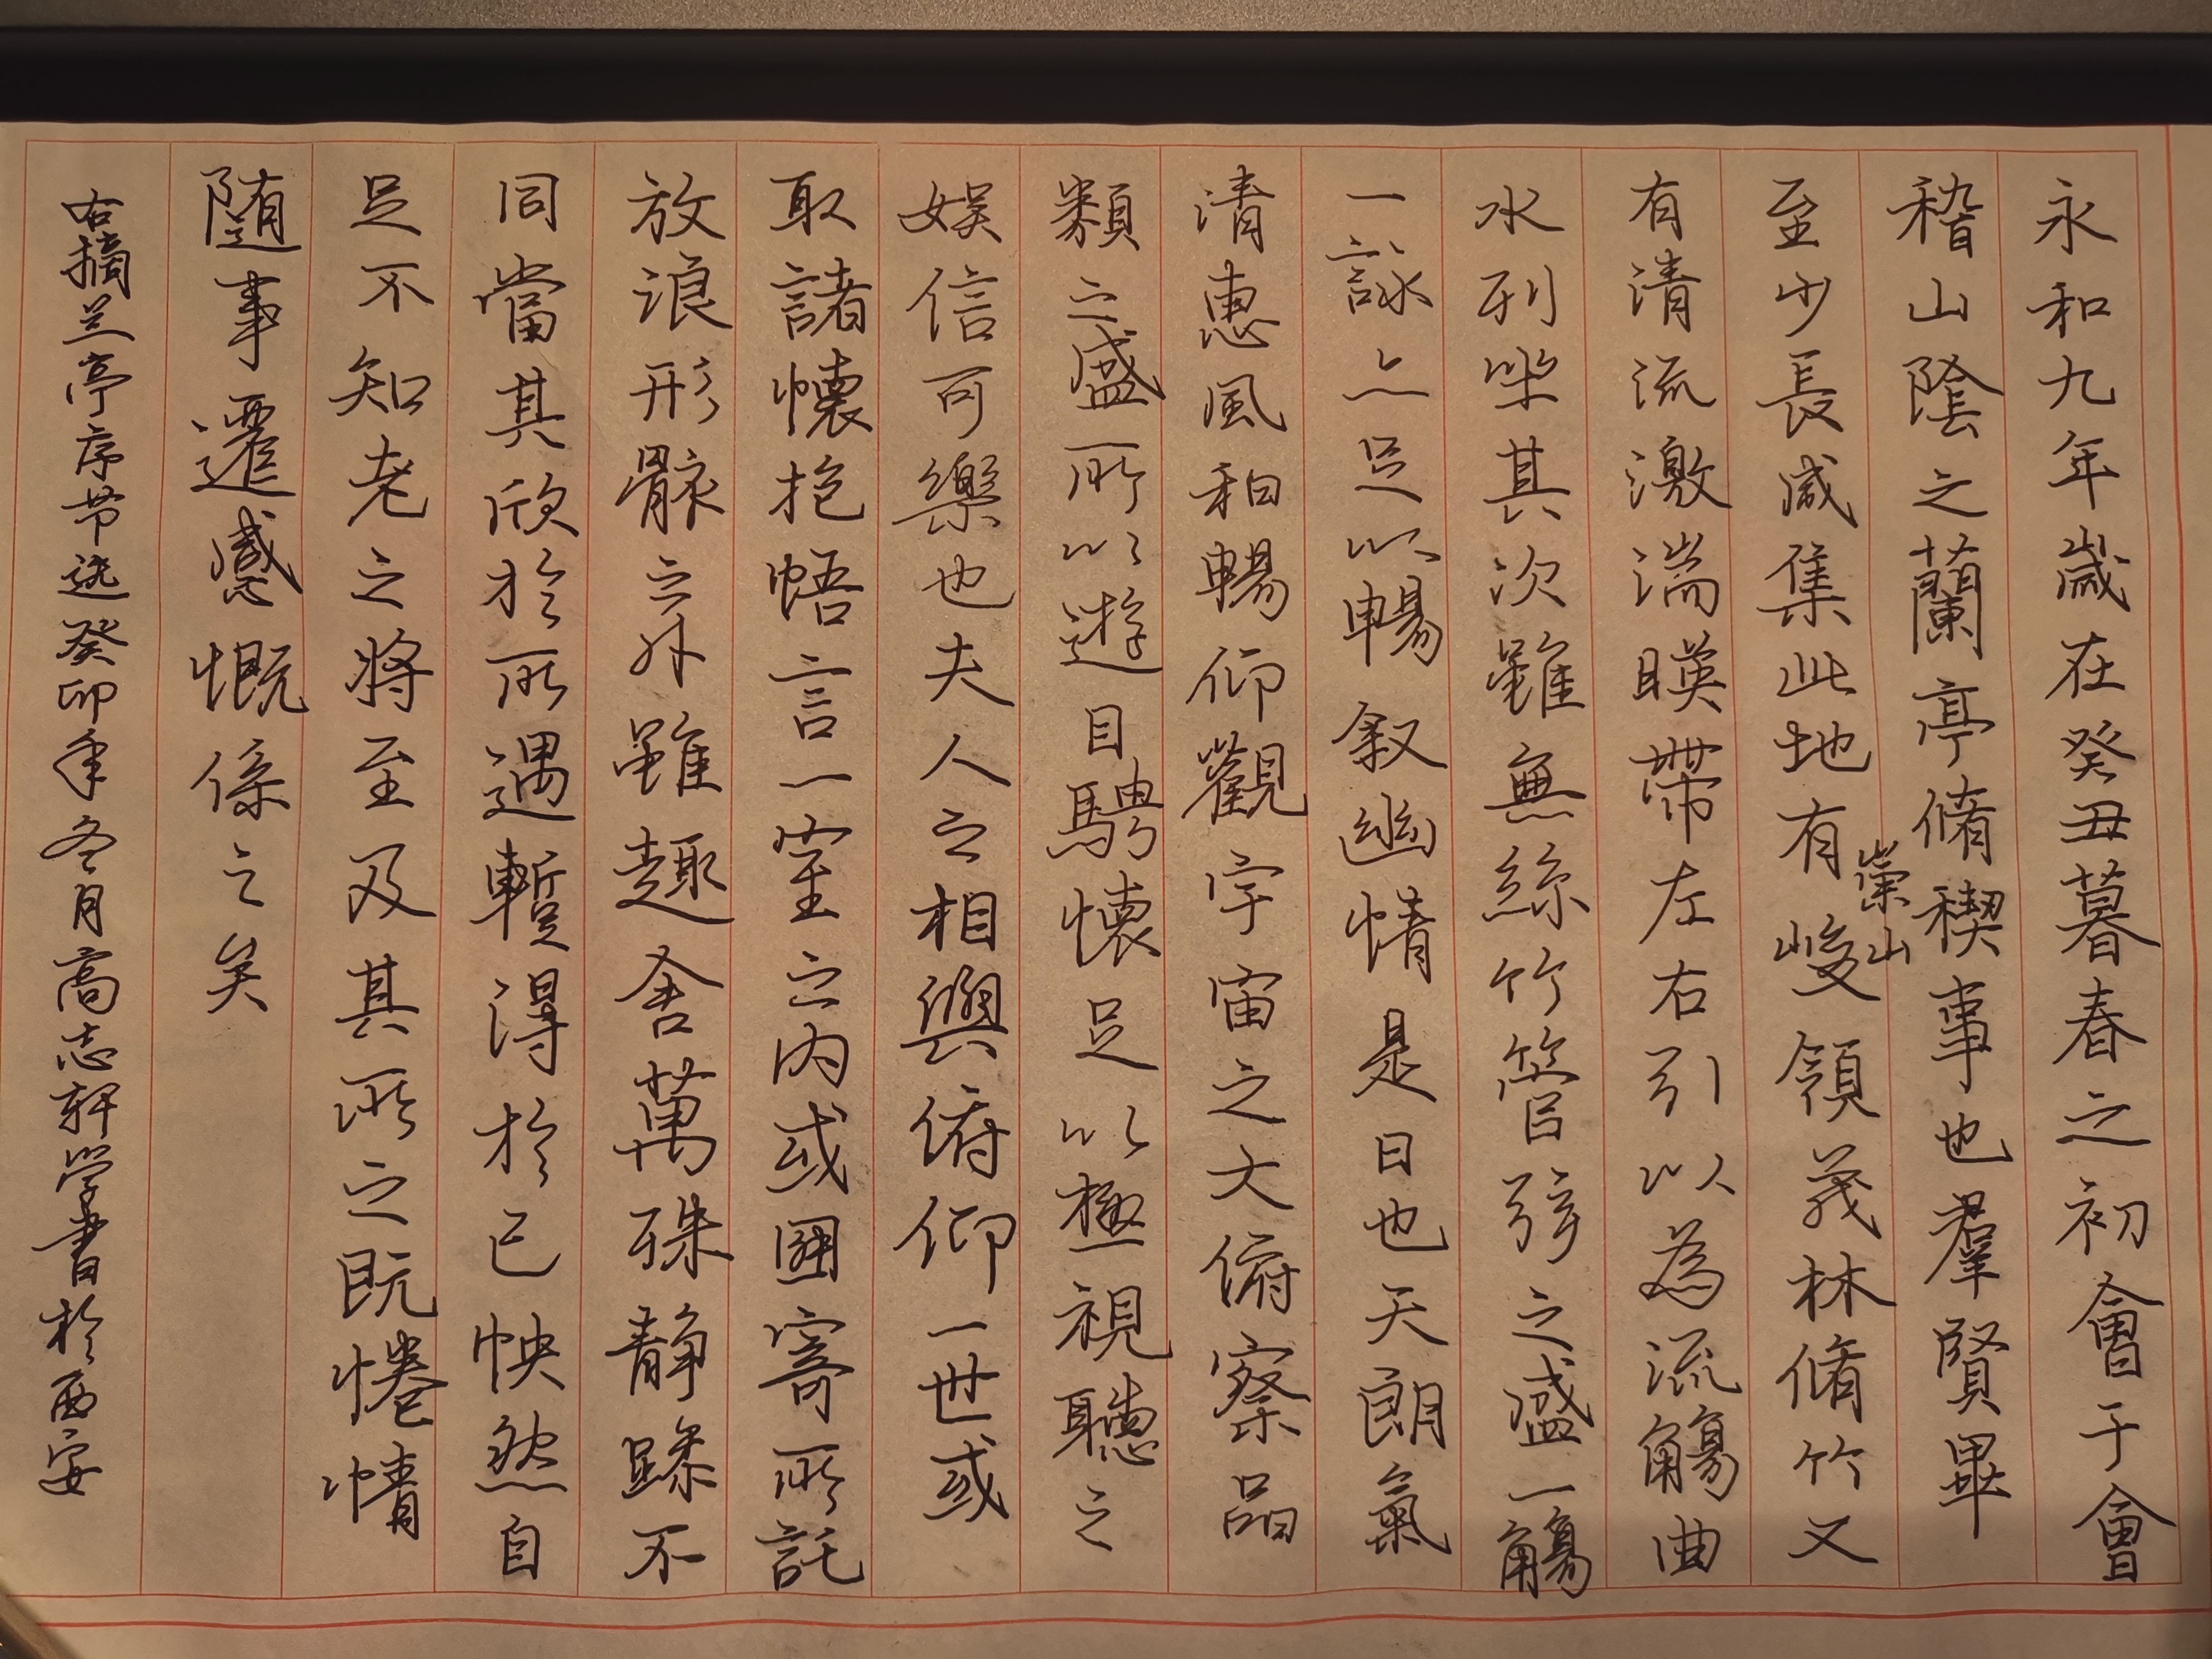 永和九年歲在癸丑暮春之初會于會
稽山陰之蘭亭脩稧事也羣賢畢
至少長咸集此地有崇山峻領茂林脩竹又
有清流激湍暎帶左右引以為流觴曲
水列坐其次雖無絲竹管弦之盛一觴
一詠亦足以暢叙幽情是日也天朗氣
清惠風和暢仰觀宇宙之大俯察品
類之盛所以遊目騁懷足以極視聽之
娛信可樂也夫人之相與俯仰一世或
取諸懷抱悟言一室之內或因寄所託
放浪形骸之外雖趣舍萬殊静躁不
同當其欣於所遇蹔得於己怏然自
足不知老之將至及其所之既惓情
随事遷感慨係之矣
右摘兰亭序节选癸卯年冬月高志轩学書於西安